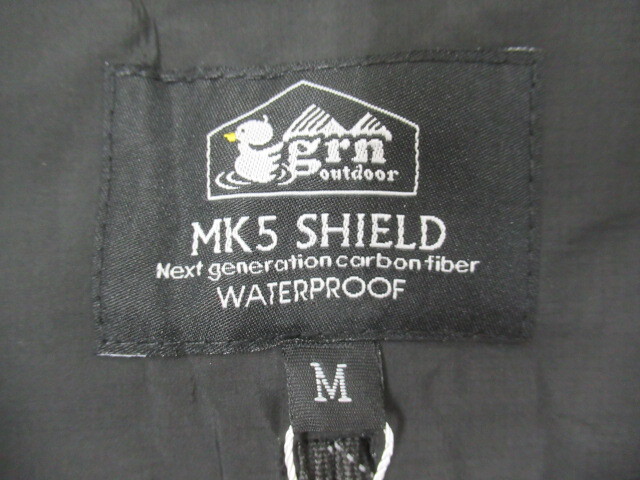 grn
outdoor
MK5 SHIELD
Next generation carbon fiber
WATERPROOF
M